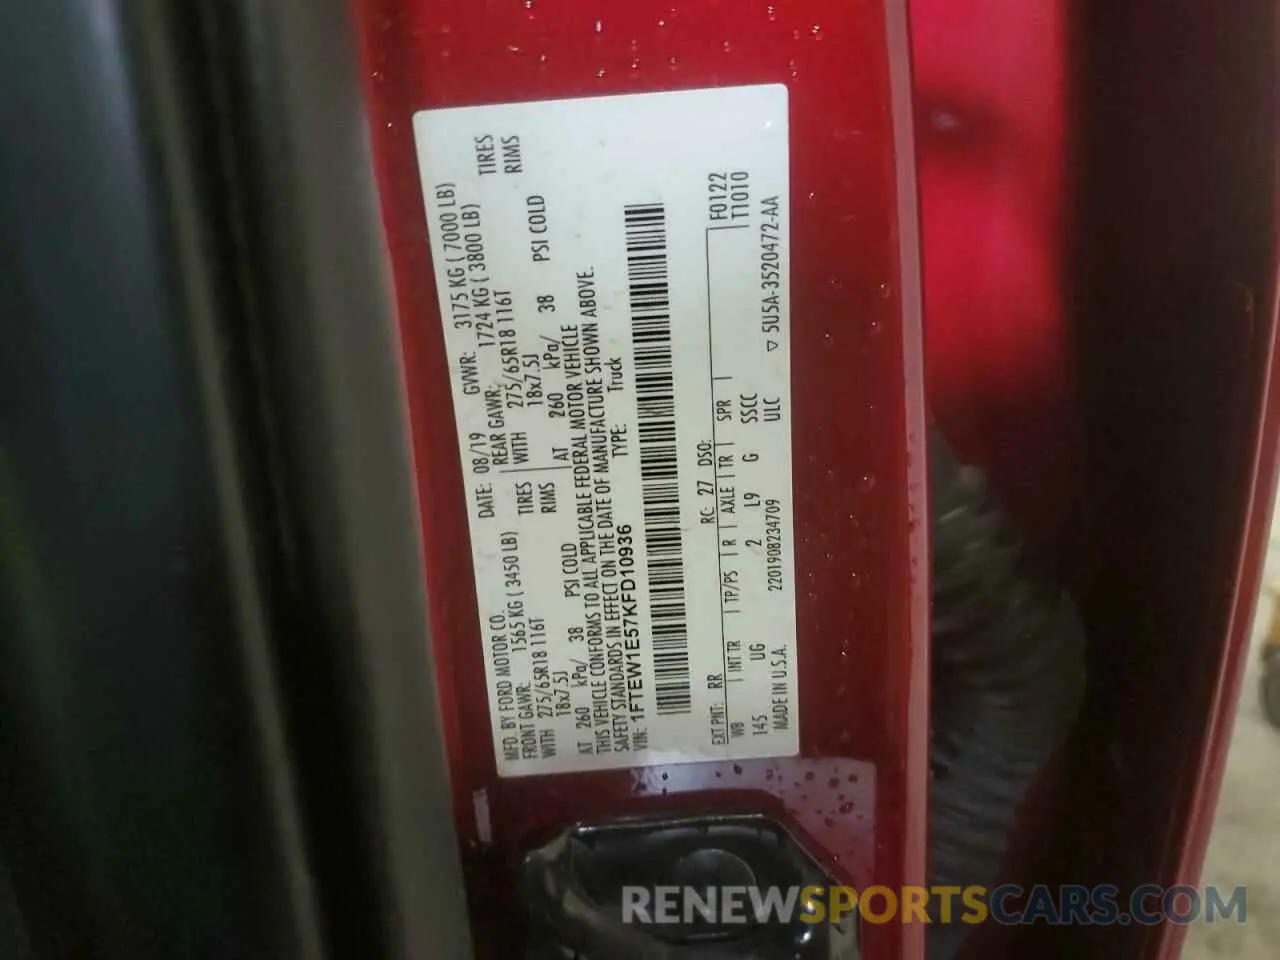 MFD. BY FORD MOTOR CO. DATE: 08/19 GVWR: 3175 KG ( 7000 LB)
FRONT GAWR: 1565 KG ( 3450 LB) REAR GAWR: 1724 KG ( 3800 LB)
WITH 275/65R18 116T TIRES WITH 275/65R18 116T TIRES
18x7.5J RIMS 18x7.5J RIMS
AT 260 kPa/ 38 PSI COLD AT 260 kPa/ 38 PSI COLD
THIS VEHICLE CONFORMS TO ALL APPLICABLE FEDERAL MOTOR VEHICLE
SAFETY STANDARDS IN EFFECT ON THE DATE OF MANUFACTURE SHOWN ABOVE.
VIN: 1FTEW1E57KFD10936 TYPE: Truck
EXT PNT: RR RC: 27 DSO: F0122
WB INT TR TP/PS R AXLE TR SPR T1010
145 UG 2 L9 G SSCC
MADE IN U.S.A. 2201908234709 ULC ▽ 5U5A-3520472-AA
RENEWSPORTSCARS.COM